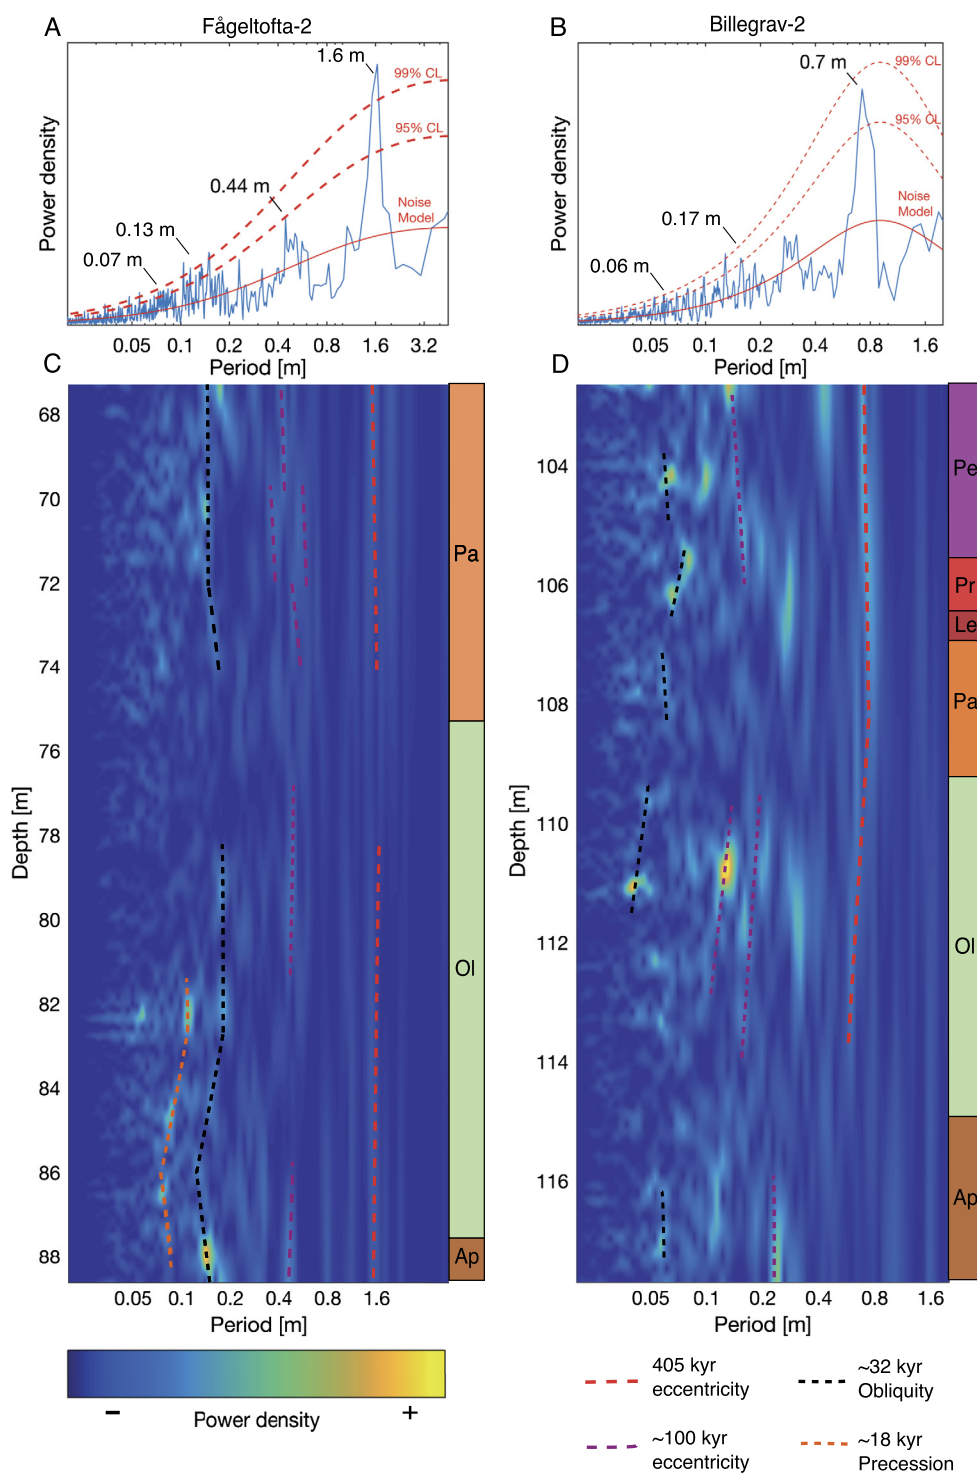 A Fågeltofta-2
B Billegrav-2
Power density
1.6 m
99% CL
95% CL
0.44 m
Noise
Model
0.13 m
0.07 m
0.05 0.1 0.2 0.4 0.8 1.6 3.2
Period [m]
Power density
0.7 m
99% CL
95% CL
0.17 m
Noise
Model
0.06 m
0.05 0.1 0.2 0.4 0.8 1.6
Period [m]
C
Depth [m]
68
70
72
74
76
78
80
82
84
86
88
Pa
Ol
Ap
0.05 0.1 0.2 0.4 0.8 1.6
Period [m]
D
Depth [m]
104
106
108
110
112
114
116
Pe
Pr
Le
Pa
Ol
Ap
0.05 0.1 0.2 0.4 0.8 1.6
Period [m]
− Power density +
405 kyr
eccentricity
~32 kyr
Obliquity
~100 kyr
eccentricity
~18 kyr
Precession